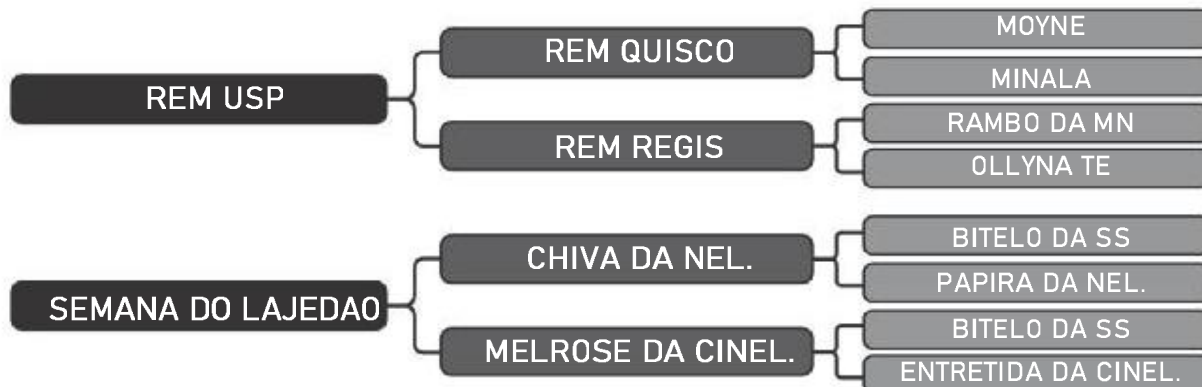 MOYNE
REM QUISCO
MINALA
REM USP
RAMBO DA MN
REM REGIS
OLLYNA TE
BITELO DA SS
CHIVA DA NEL.
PAPIRA DA NEL.
SEMANA DO LAJEDAO
BITELO DA SS
MELROSE DA CINEL.
ENTRETIDA DA CINEL.